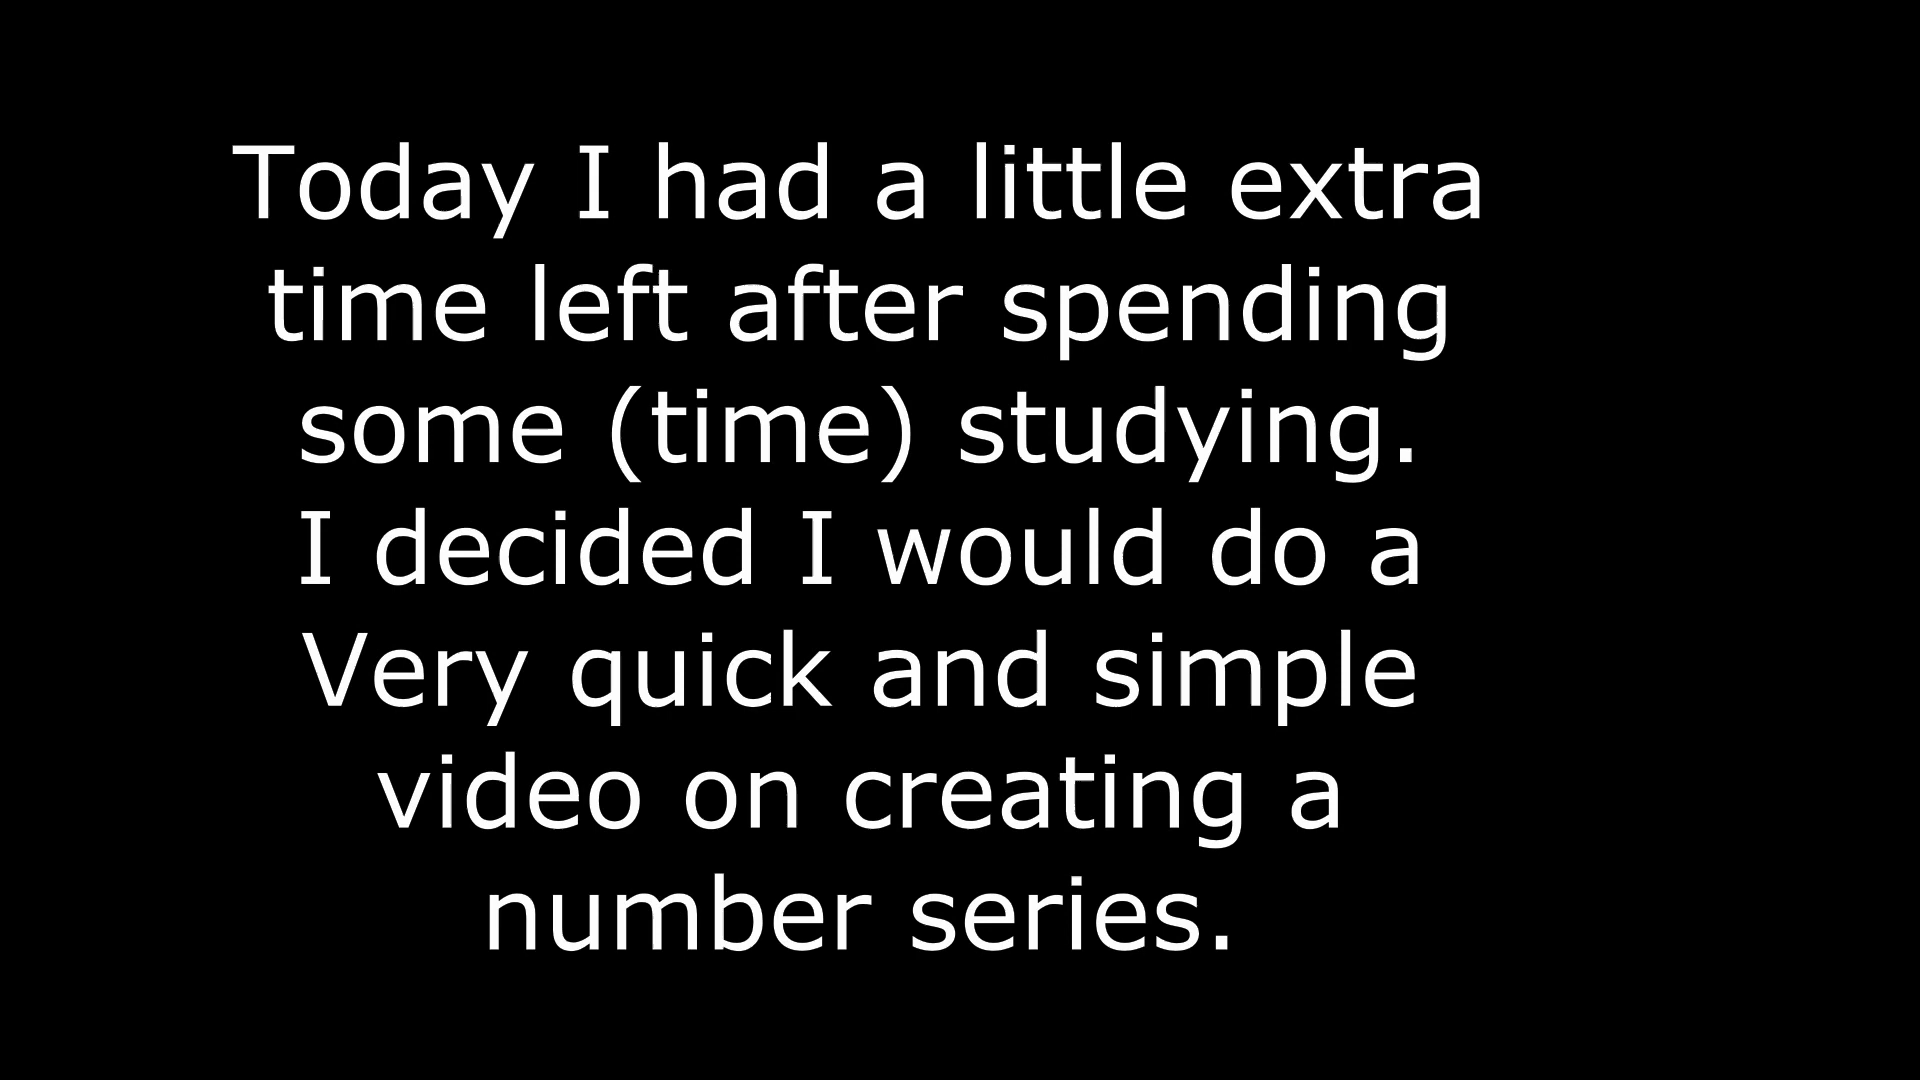 Today I had a little extra
time left after spending
some (time) studying.
I decided I would do a
Very quick and simple
video on creating a
number series.